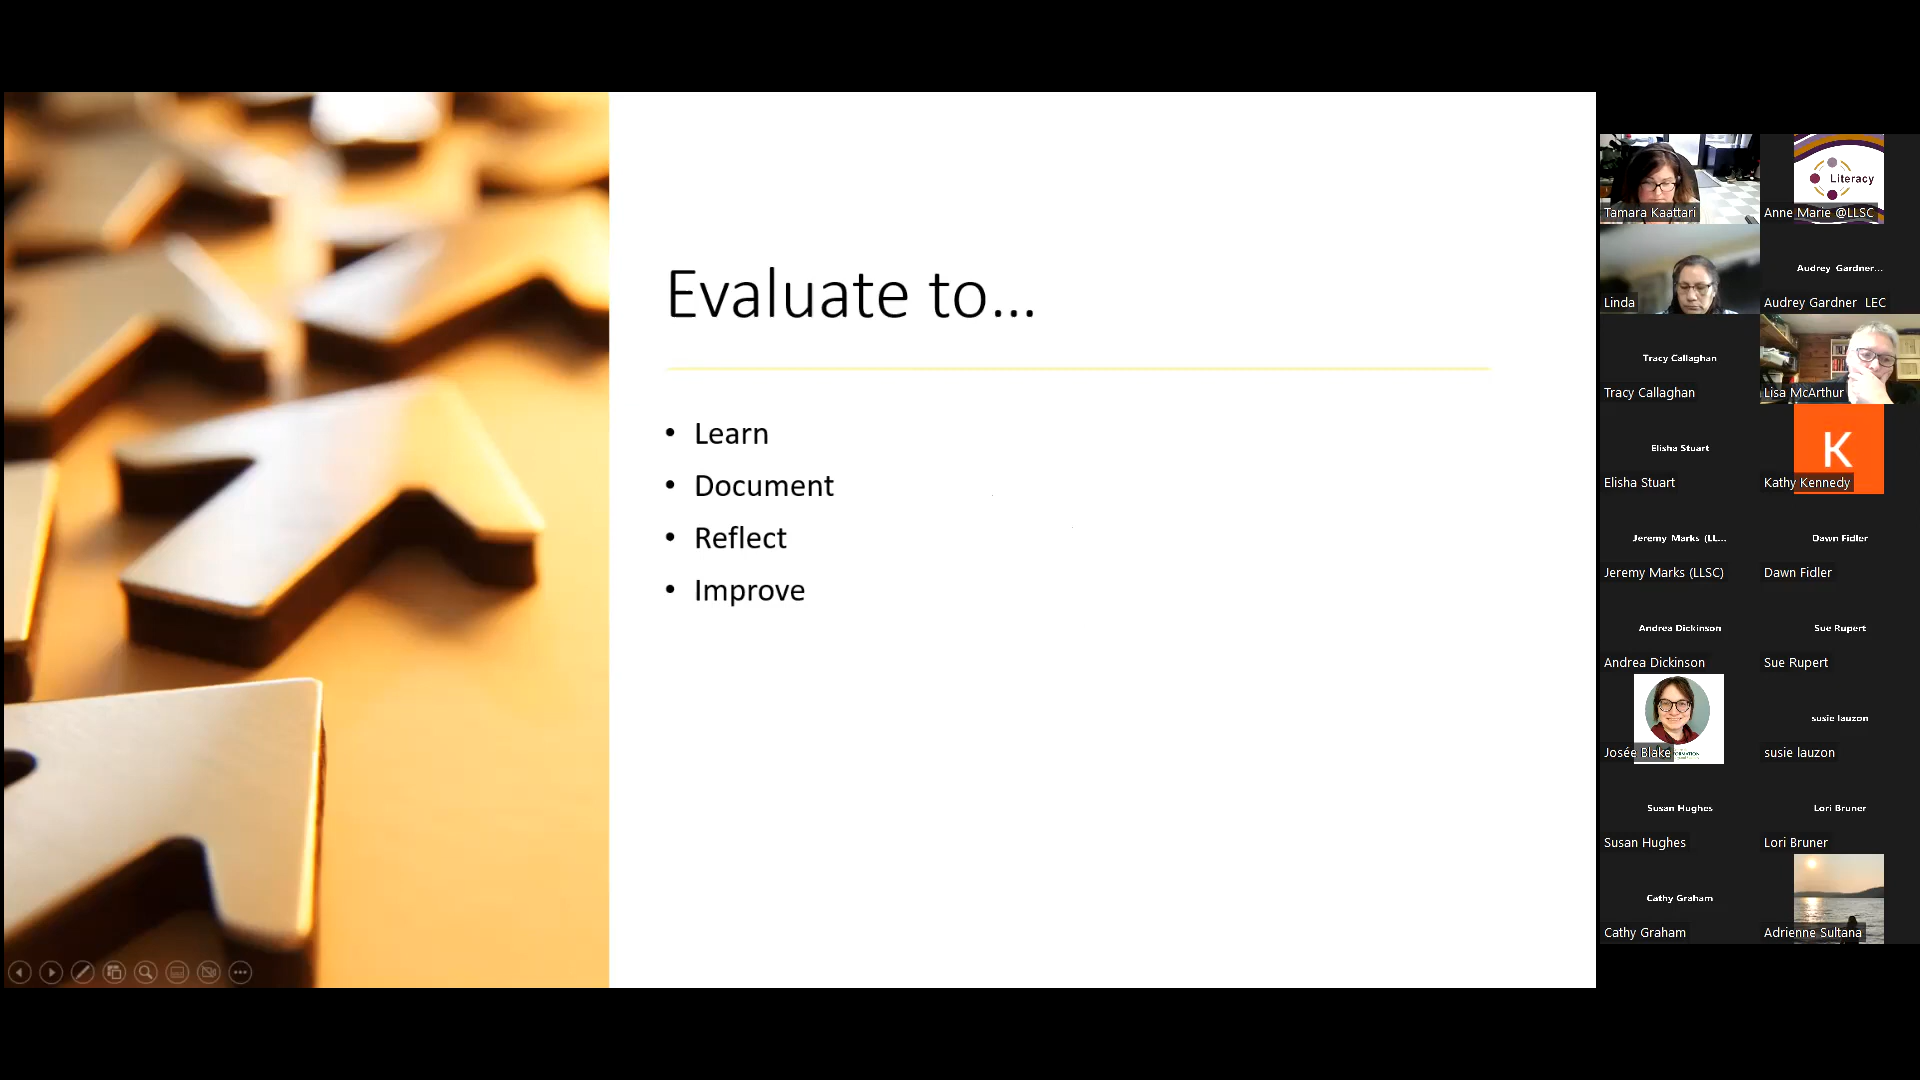 Evaluate to...
• Learn
• Document
• Reflect
• Improve
Tamara Kaattari
Literacy
Anne Marie @LLSC
Linda
Audrey Gardner...
Audrey Gardner LEC
Tracy Callaghan
Tracy Callaghan
Lisa McArthur
Elisha Stuart
Elisha Stuart
K
Kathy Kennedy
Jeremy Marks (LL...
Jeremy Marks (LLSC)
Dawn Fidler
Dawn Fidler
Andrea Dickinson
Andrea Dickinson
Sue Rupert
Sue Rupert
Josée Blake
susie lauzon
susie lauzon
Susan Hughes
Susan Hughes
Lori Bruner
Lori Bruner
Cathy Graham
Cathy Graham
Adrienne Sultana